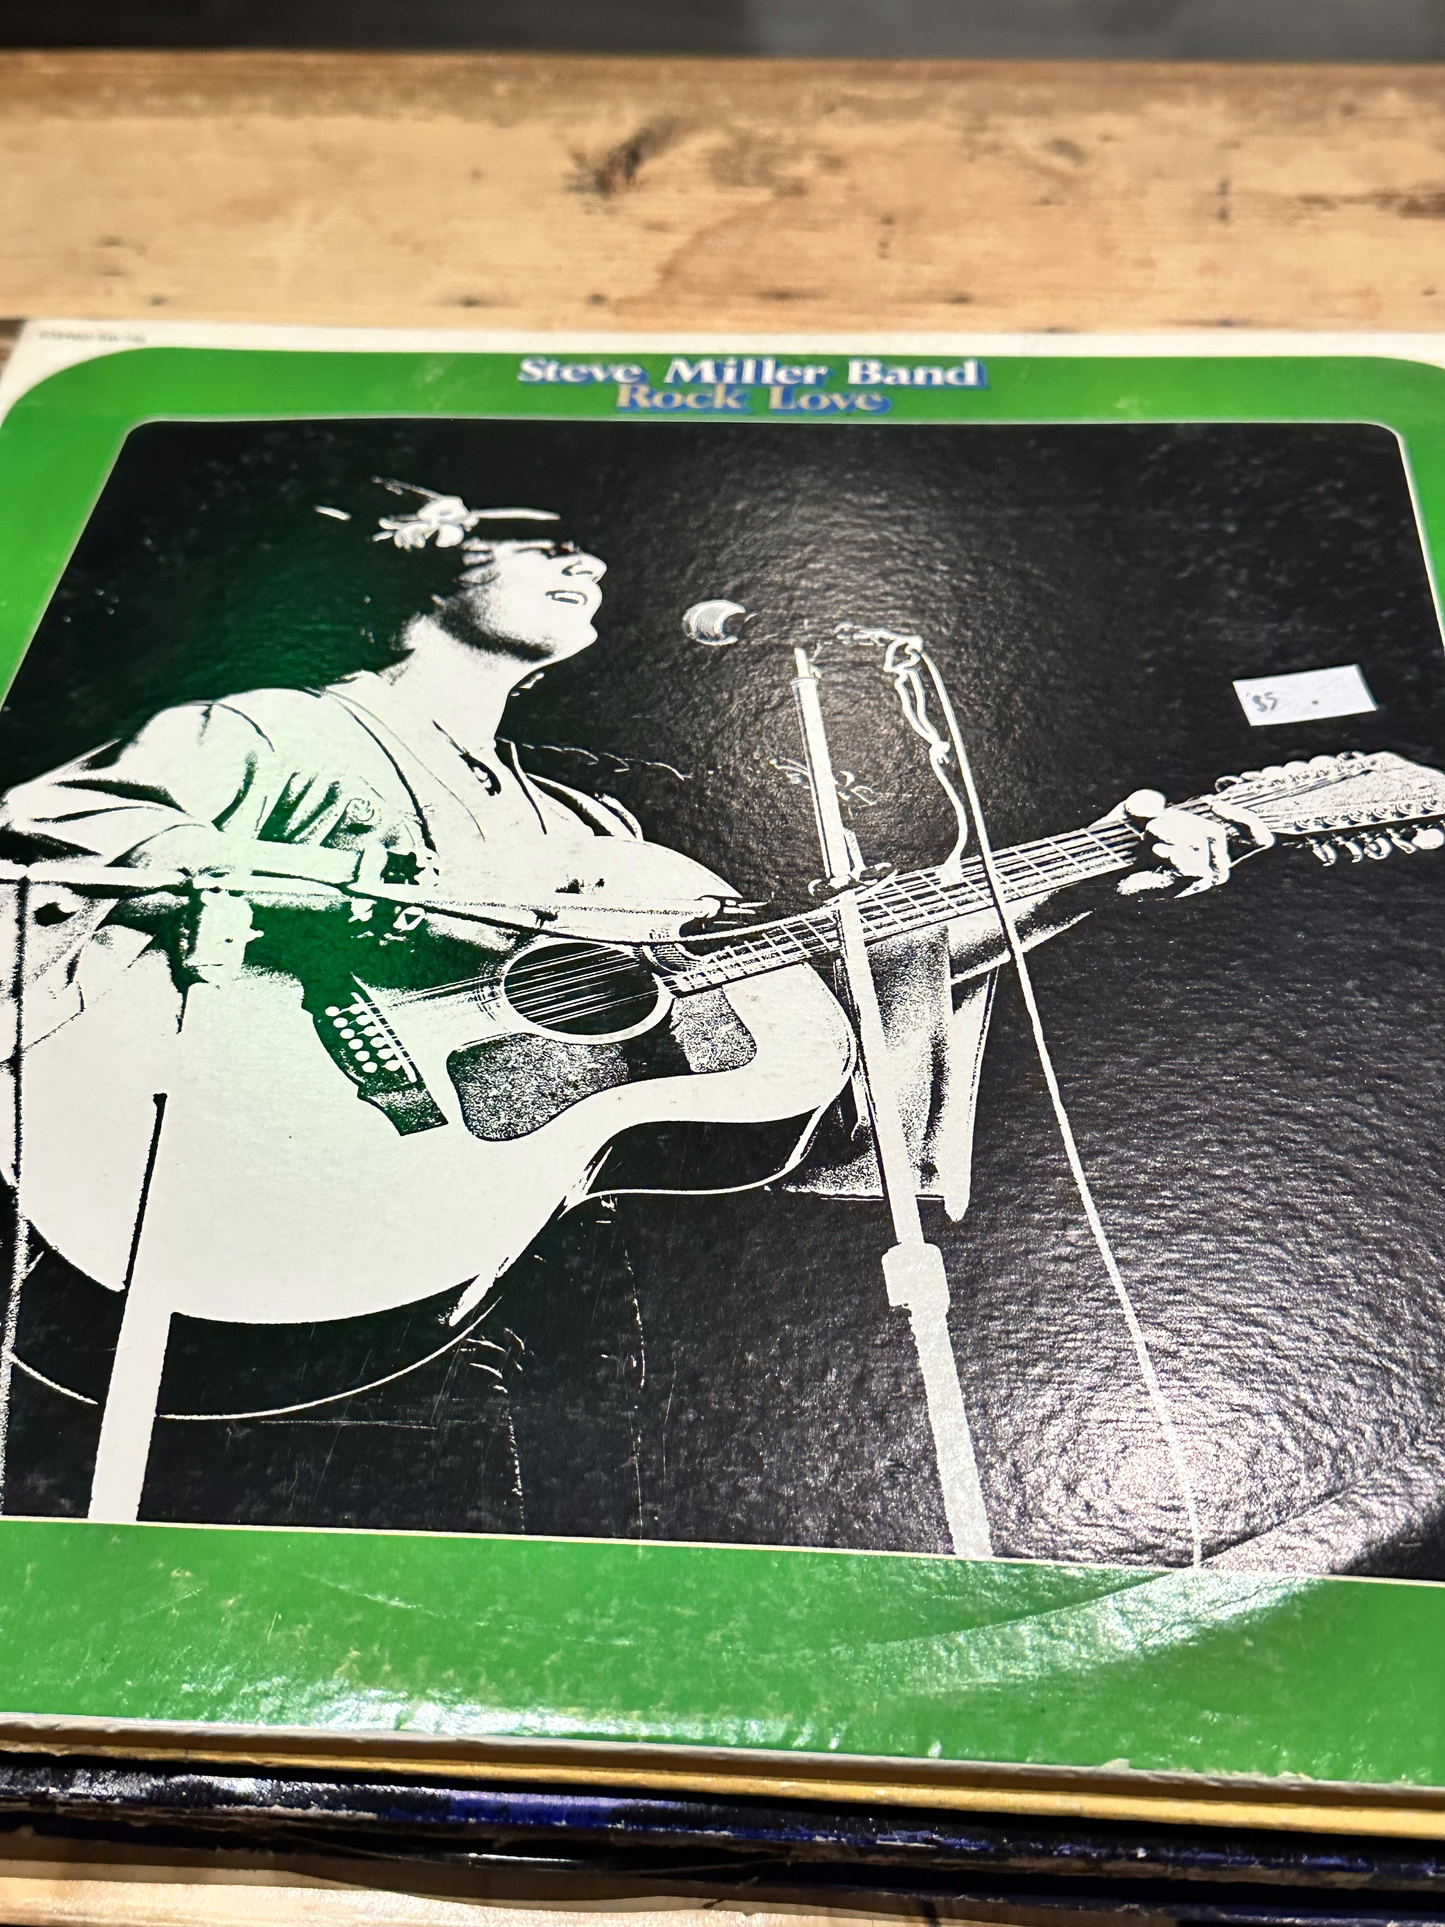 Steve Miller Band
Rock Love
$5 .